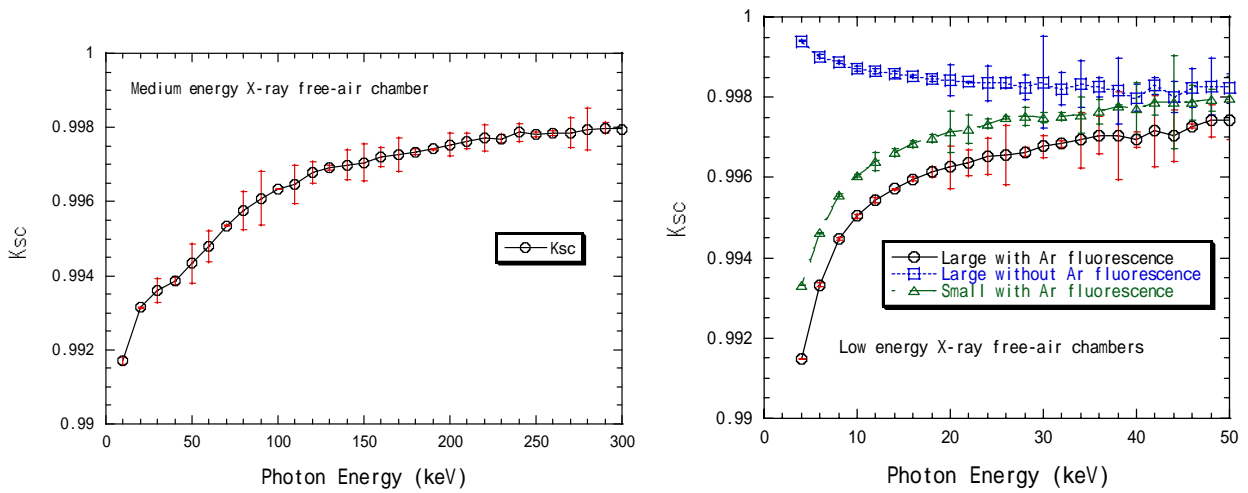 1
0.998
0.996
0.994
0.992
0.99
Ksc
Medium energy X-ray free-air chamber
Ksc
0 50 100 150 200 250 300
Photon Energy (keV)
1
0.998
0.996
0.994
0.992
0.99
Ksc
Large with Ar fluorescence
Large without Ar fluorescence
Small with Ar fluorescence
Low energy X-ray free-air chambers
0 10 20 30 40 50
Photon Energy (keV)